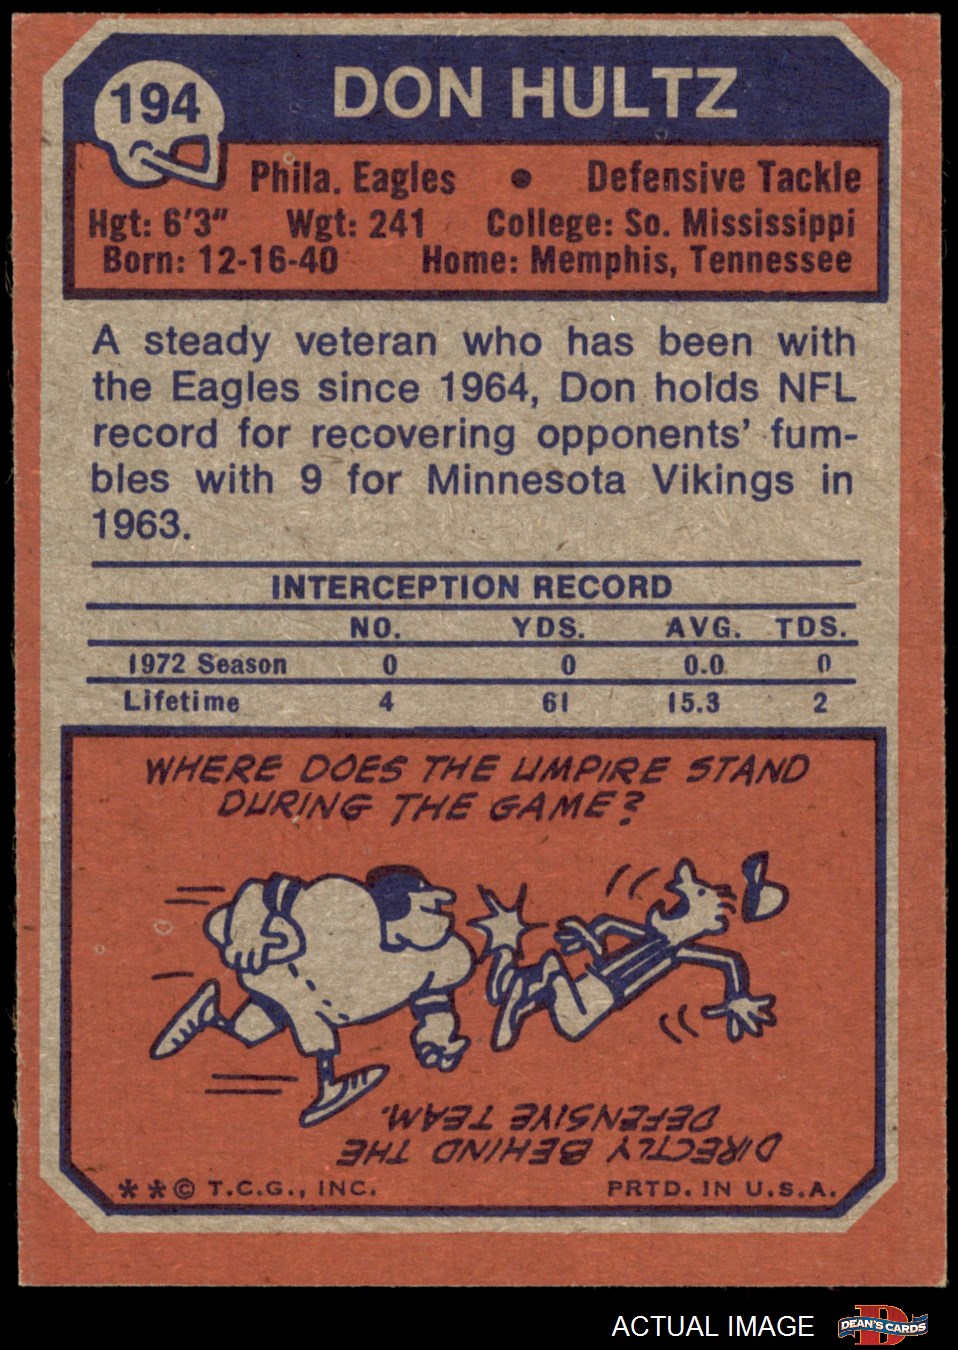 194
DON HULTZ
Phila. Eagles • Defensive Tackle
Hgt: 6'3" Wgt: 241 College: So. Mississippi
Born: 12-16-40 Home: Memphis, Tennessee
A steady veteran who has been with
the Eagles since 1964, Don holds NFL
record for recovering opponents' fum-
bles with 9 for Minnesota Vikings in
1963.
INTERCEPTION RECORD
NO. YDS. AVG. TDS.
1972 Season 0 0 0.0 0
Lifetime 4 61 15.3 2
WHERE DOES THE UMPIRE STAND
DURING THE GAME?
DIRECTLY BEHIND THE
DEFENSIVE TEAM.
**© T.C.G., INC. PRTD. IN U.S.A.
ACTUAL IMAGE
DEAN'S CARDS